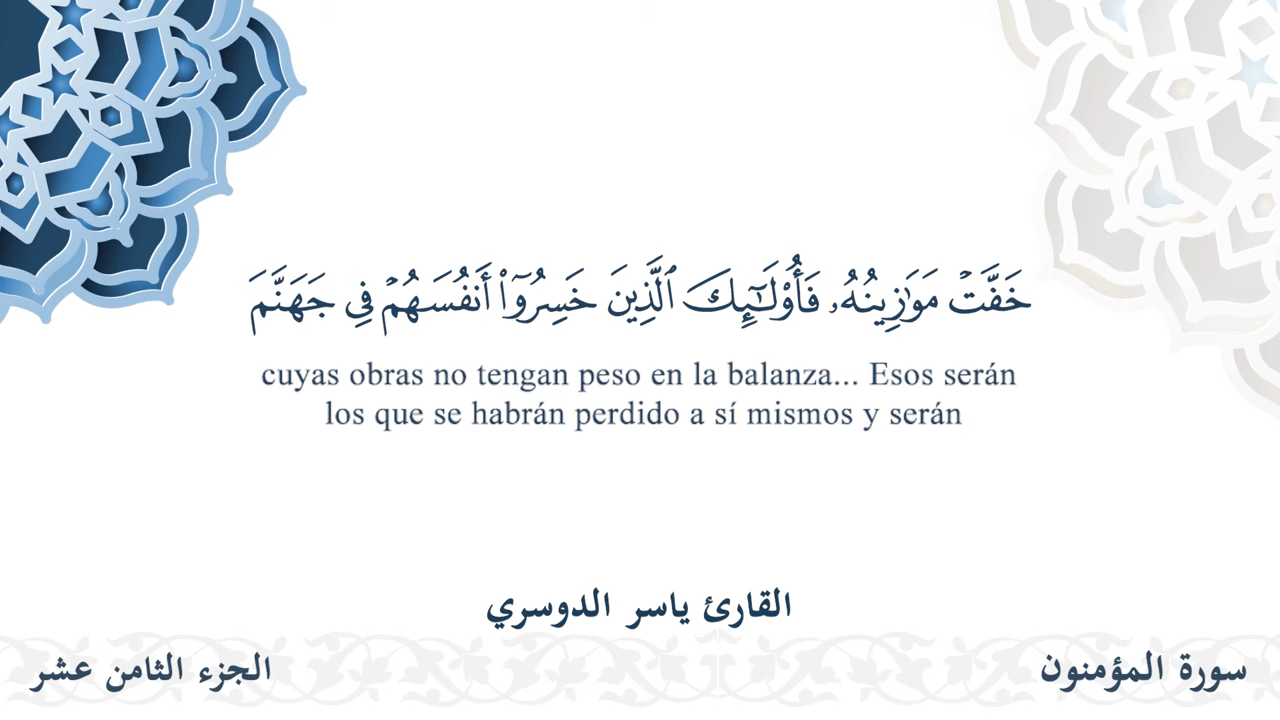 خَفَّتۡ مَوَٰزِينُهُۥ فَأُوْلَـٰٓئِكَ ٱلَّذِينَ خَسِرُوٓاْ أَنفُسَهُمۡ فِي جَهَنَّمَ
cuyas obras no tengan peso en la balanza... Esos serán
los que se habrán perdido a sí mismos y serán
القارئ ياسر الدوسري
سورة المؤمنون
الجزء الثامن عشر